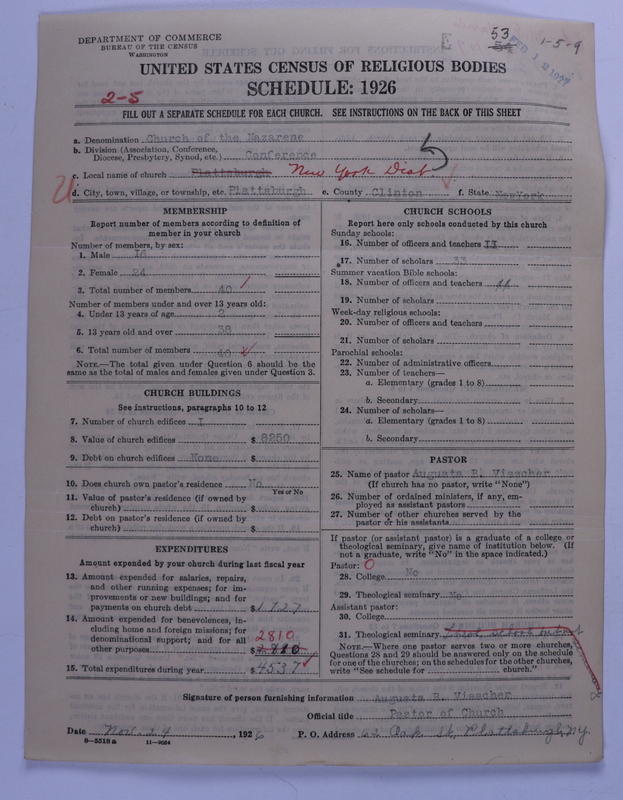 DEPARTMENT OF COMMERCE
BUREAU OF THE CENSUS
WASHINGTON
53
1-5-9
FEB 12 1927
UNITED STATES CENSUS OF RELIGIOUS BODIES
SCHEDULE: 1926
2-5
FILL OUT A SEPARATE SCHEDULE FOR EACH CHURCH. SEE INSTRUCTIONS ON THE BACK OF THIS SHEET
a. Denomination Church of the Nazarene
b. Division (Association, Conference, Diocese, Presbytery, Synod, etc.) Conference
c. Local name of church Plattsburgh New York Dist
d. City, town, village, or township, etc. Plattsburgh e. County Clinton f. State NewYork
MEMBERSHIP
Report number of members according to definition of member in your church
Number of members, by sex:
1. Male 16
2. Female 24
3. Total number of members 40
Number of members under and over 13 years old:
4. Under 13 years of age 2
5. 13 years old and over 38
6. Total number of members 40
NOTE.—The total given under Question 6 should be the same as the total of males and females given under Question 3.
CHURCH BUILDINGS
See instructions, paragraphs 10 to 12
7. Number of church edifices I
8. Value of church edifices $ 8250
9. Debt on church edifices None
10. Does church own pastor's residence No
Yes or No
11. Value of pastor's residence (if owned by church) $
12. Debt on pastor's residence (if owned by church) $
EXPENDITURES
Amount expended by your church during last fiscal year
13. Amount expended for salaries, repairs, and other running expenses; for improvements or new buildings; and for payments on church debt $ 1727
14. Amount expended for benevolences, including home and foreign missions; for denominational support; and for all other purposes $ 2810
15. Total expenditures during year $ 4537
CHURCH SCHOOLS
Report here only schools conducted by this church
Sunday schools:
16. Number of officers and teachers II
17. Number of scholars 33
Summer vacation Bible schools:
18. Number of officers and teachers
19. Number of scholars
Week-day religious schools:
20. Number of officers and teachers
21. Number of scholars
Parochial schools:
22. Number of administrative officers
23. Number of teachers—
a. Elementary (grades 1 to 8)
b. Secondary
24. Number of scholars—
a. Elementary (grades 1 to 8)
b. Secondary
PASTOR
25. Name of pastor Augusta B. Visscher
(If church has no pastor, write "None")
26. Number of ordained ministers, if any, employed as assistant pastors
27. Number of other churches served by the pastor or his assistants
If pastor (or assistant pastor) is a graduate of a college or theological seminary, give name of institution below. (If not a graduate, write "No" in the space indicated.)
Pastor: O
28. College No
29. Theological seminary No
Assistant pastor:
30. College
31. Theological seminary
NOTE.—Where one pastor serves two or more churches, Questions 28 and 29 should be answered only on the schedule for one of the churches; on the schedules for the other churches, write "See schedule for church."
Signature of person furnishing information Augusta B. Visscher
Official title Pastor of Church
Date Nov. 24, 1926 P. O. Address 62 Oak St, Plattsburgh NY.
8—5518a 11—9024